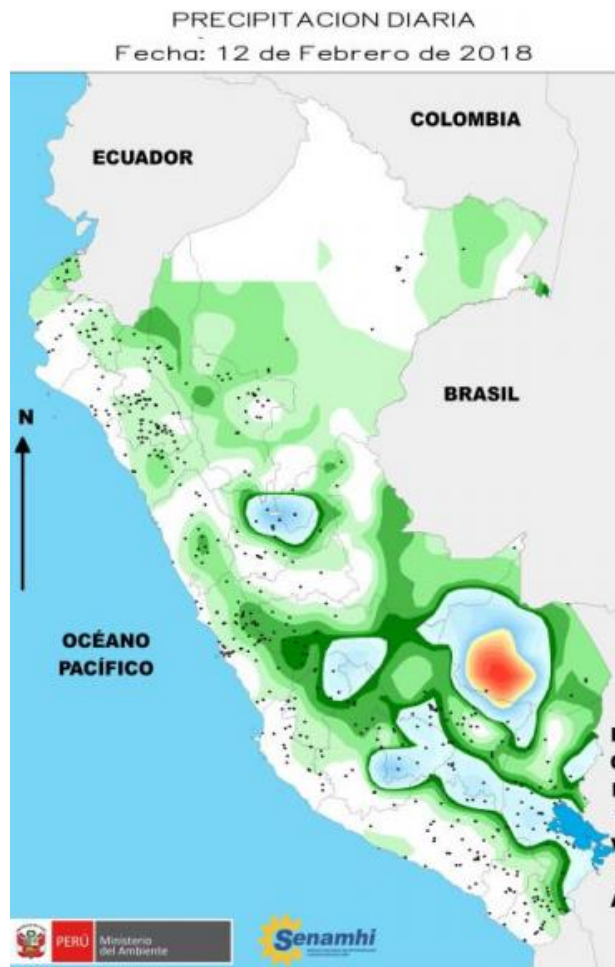 PRECIPITACION DIARIA
Fecha: 12 de Febrero de 2018
COLOMBIA
ECUADOR
BRASIL
N
OCÉANO
PACÍFICO
PERÚ
Ministerio
del Ambiente
Senamhi